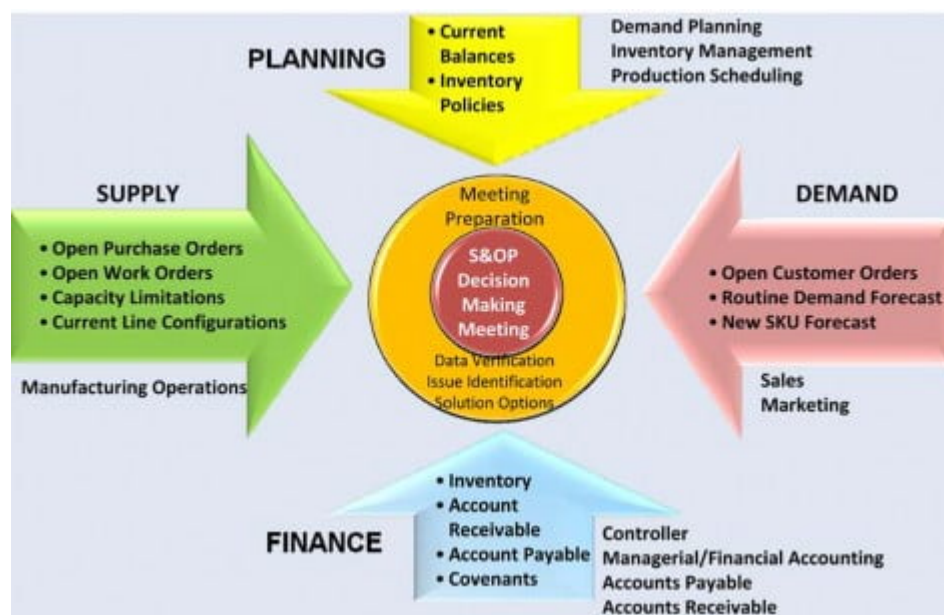 PLANNING
• Current
Balances
• Inventory
Policies
Demand Planning
Inventory Management
Production Scheduling
SUPPLY
• Open Purchase Orders
• Open Work Orders
• Capacity Limitations
• Current Line Configurations
Manufacturing Operations
Meeting
Preparation
S&OP
Decision
Making
Meeting
Data Verification
Issue Identification
Solution Options
DEMAND
• Open Customer Orders
• Routine Demand Forecast
• New SKU Forecast
Sales
Marketing
FINANCE
• Inventory
• Account
Receivable
• Account Payable
• Covenants
Controller
Managerial/Financial Accounting
Accounts Payable
Accounts Receivable